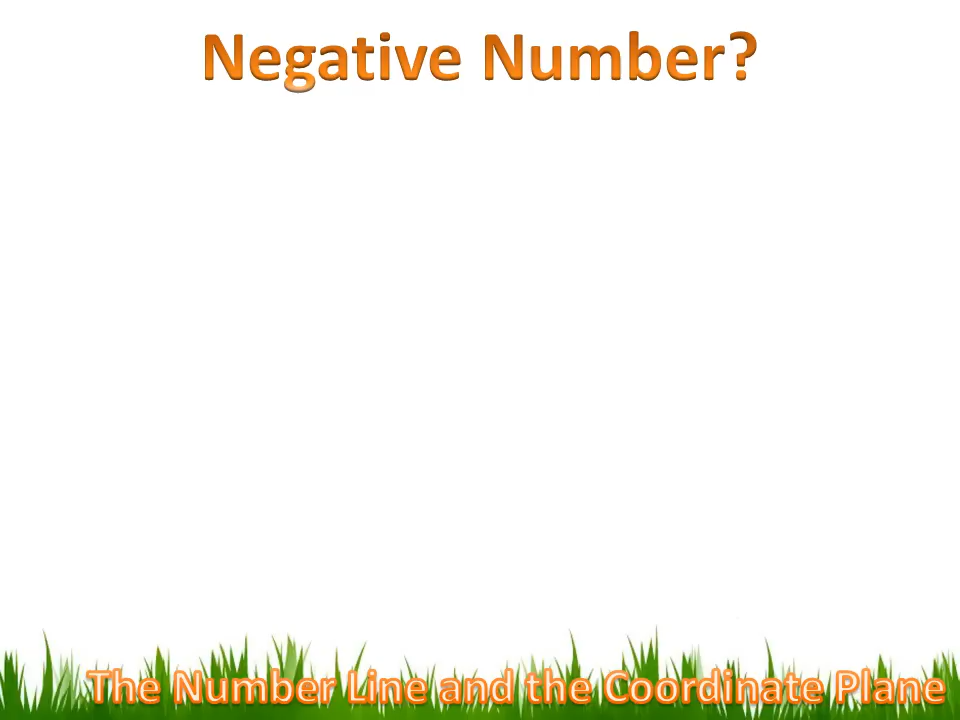 Negative Number?
The Number Line and the Coordinate Plane